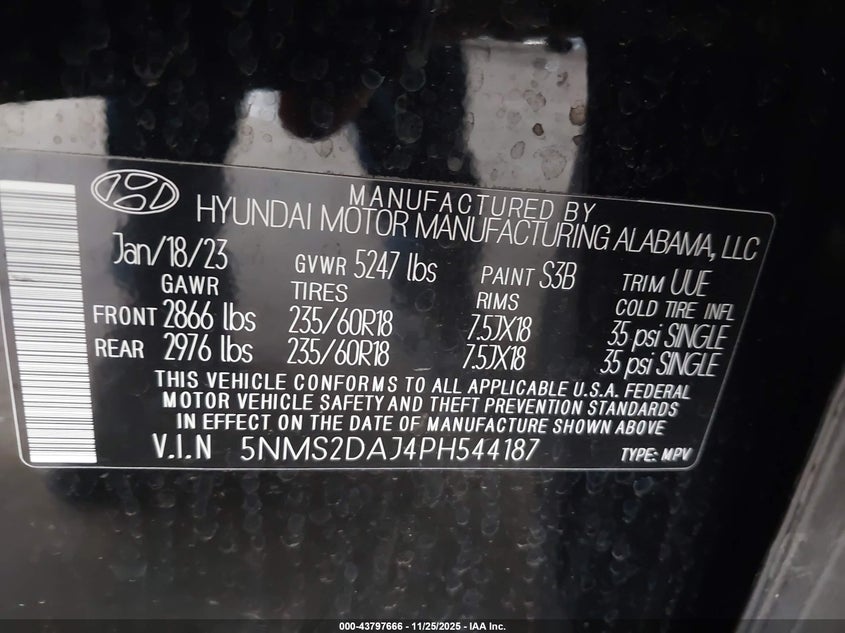 MANUFACTURED BY
HYUNDAI MOTOR MANUFACTURING ALABAMA, LLC
Jan/18/23 GVWR 5247 lbs PAINT S3B TRIM UUE
GAWR TIRES RIMS COLD TIRE INFL
FRONT 2866 lbs 235/60R18 7.5JX18 35 psi SINGLE
REAR 2976 lbs 235/60R18 7.5JX18 35 psi SINGLE
THIS VEHICLE CONFORMS TO ALL APPLICABLE U.S.A. FEDERAL
MOTOR VEHICLE SAFETY AND THEFT PREVENTION STANDARDS
IN EFFECT ON THE DATE OF MANUFACTURE SHOWN ABOVE
V.I.N 5NMS2DAJ4PH544187 TYPE: MPV
000-43797666 - 11/25/2025 - IAA Inc.